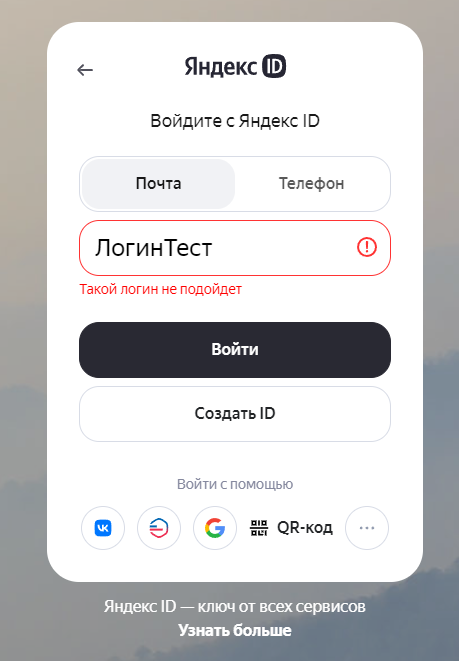 Яндекс ID
Войдите с Яндекс ID
Почта Телефон
ЛогинТест
Такой логин не подойдет
Войти
Создать ID
Войти с помощью
QR-код
Яндекс ID — ключ от всех сервисов
Узнать больше